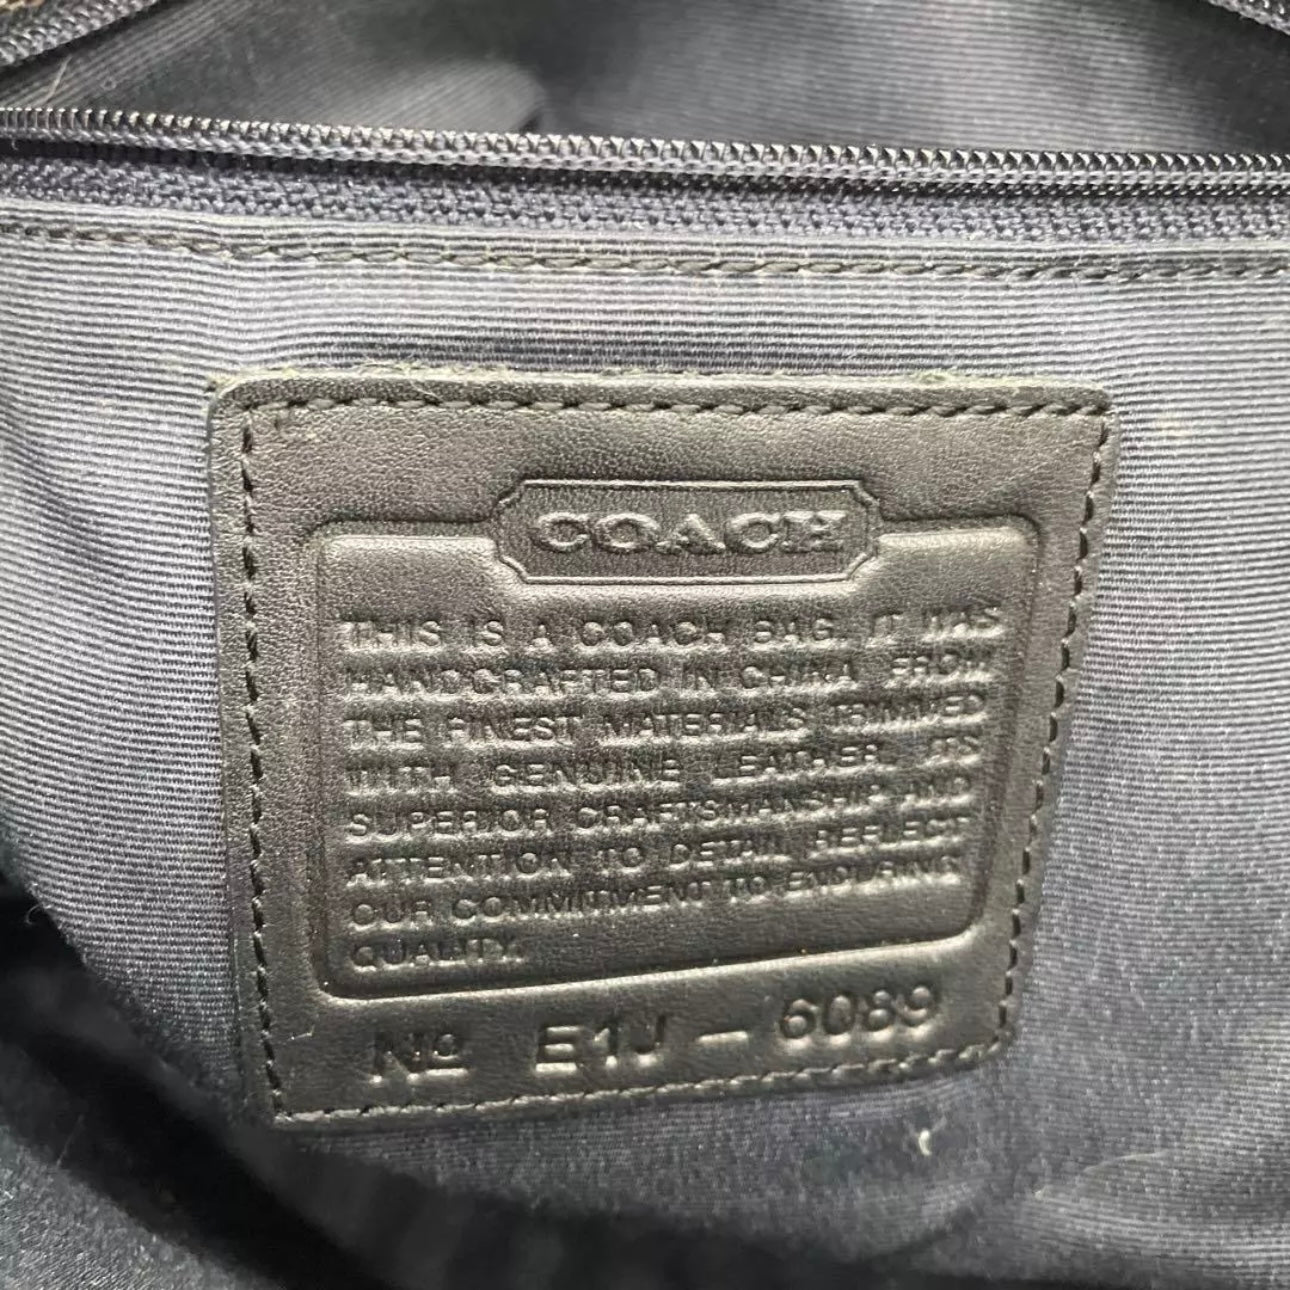 COACH
THIS IS A COACH BAG. IT WAS
HANDCRAFTED IN CHINA FROM
THE FINEST MATERIALS TRIMMED
WITH GENUINE LEATHER. ITS
SUPERIOR CRAFTSMANSHIP AND
ATTENTION TO DETAIL REFLECT
OUR COMMITMENT TO ENDURING
QUALITY.
Nº E1J - 6089